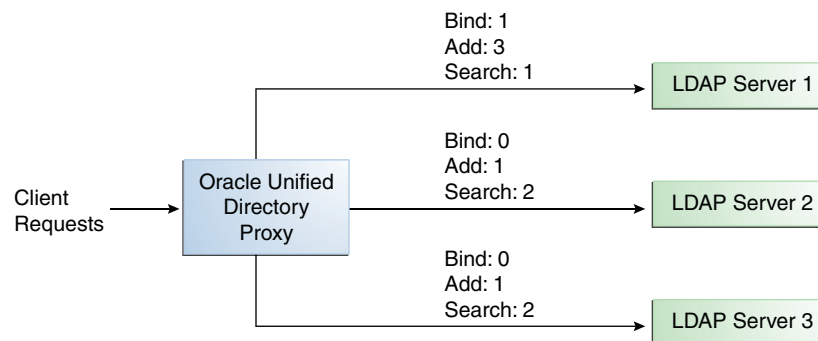 Bind: 1
Add: 3
Search: 1
LDAP Server 1
Client
Requests
Oracle Unified
Directory
Proxy
Bind: 0
Add: 1
Search: 2
LDAP Server 2
Bind: 0
Add: 1
Search: 2
LDAP Server 3